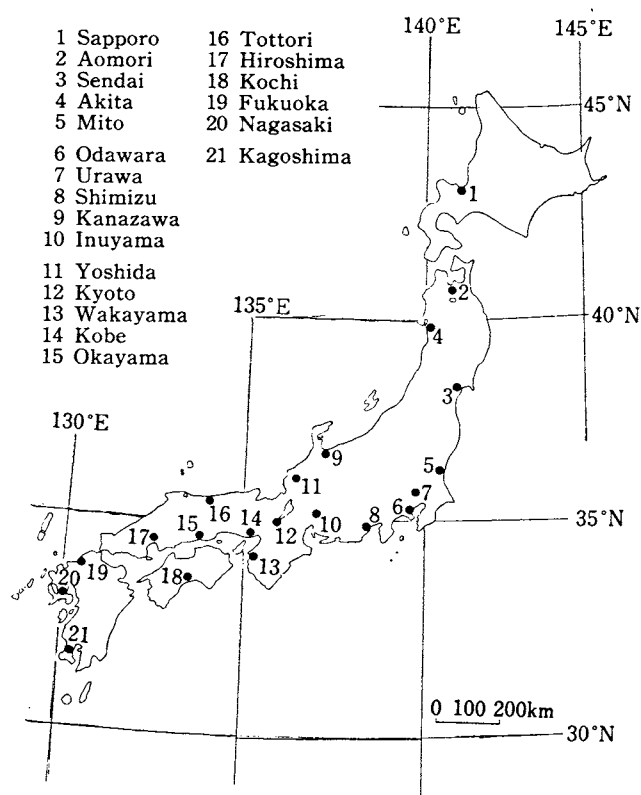 1 Sapporo
2 Aomori
3 Sendai
4 Akita
5 Mito
6 Odawara
7 Urawa
8 Shimizu
9 Kanazawa
10 Inuyama
11 Yoshida
12 Kyoto
13 Wakayama
14 Kobe
15 Okayama
16 Tottori
17 Hiroshima
18 Kochi
19 Fukuoka
20 Nagasaki
21 Kagoshima
140°E
145°E
45°N
1
2
135°E
40°N
4
3
130°E
9
5
11
7
6
16
15
14
12
10
8
35°N
17
13
19
18
20
21
0 100 200km
30°N